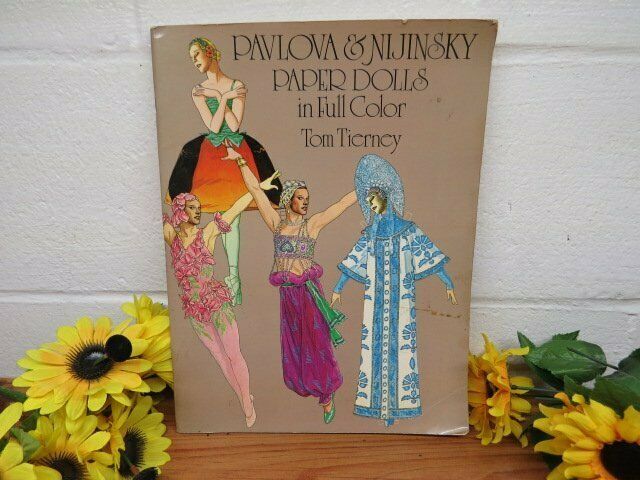 PAVLOVA & NIJINSKY
PAPER DOLLS
in Full Color
Tom Tierney